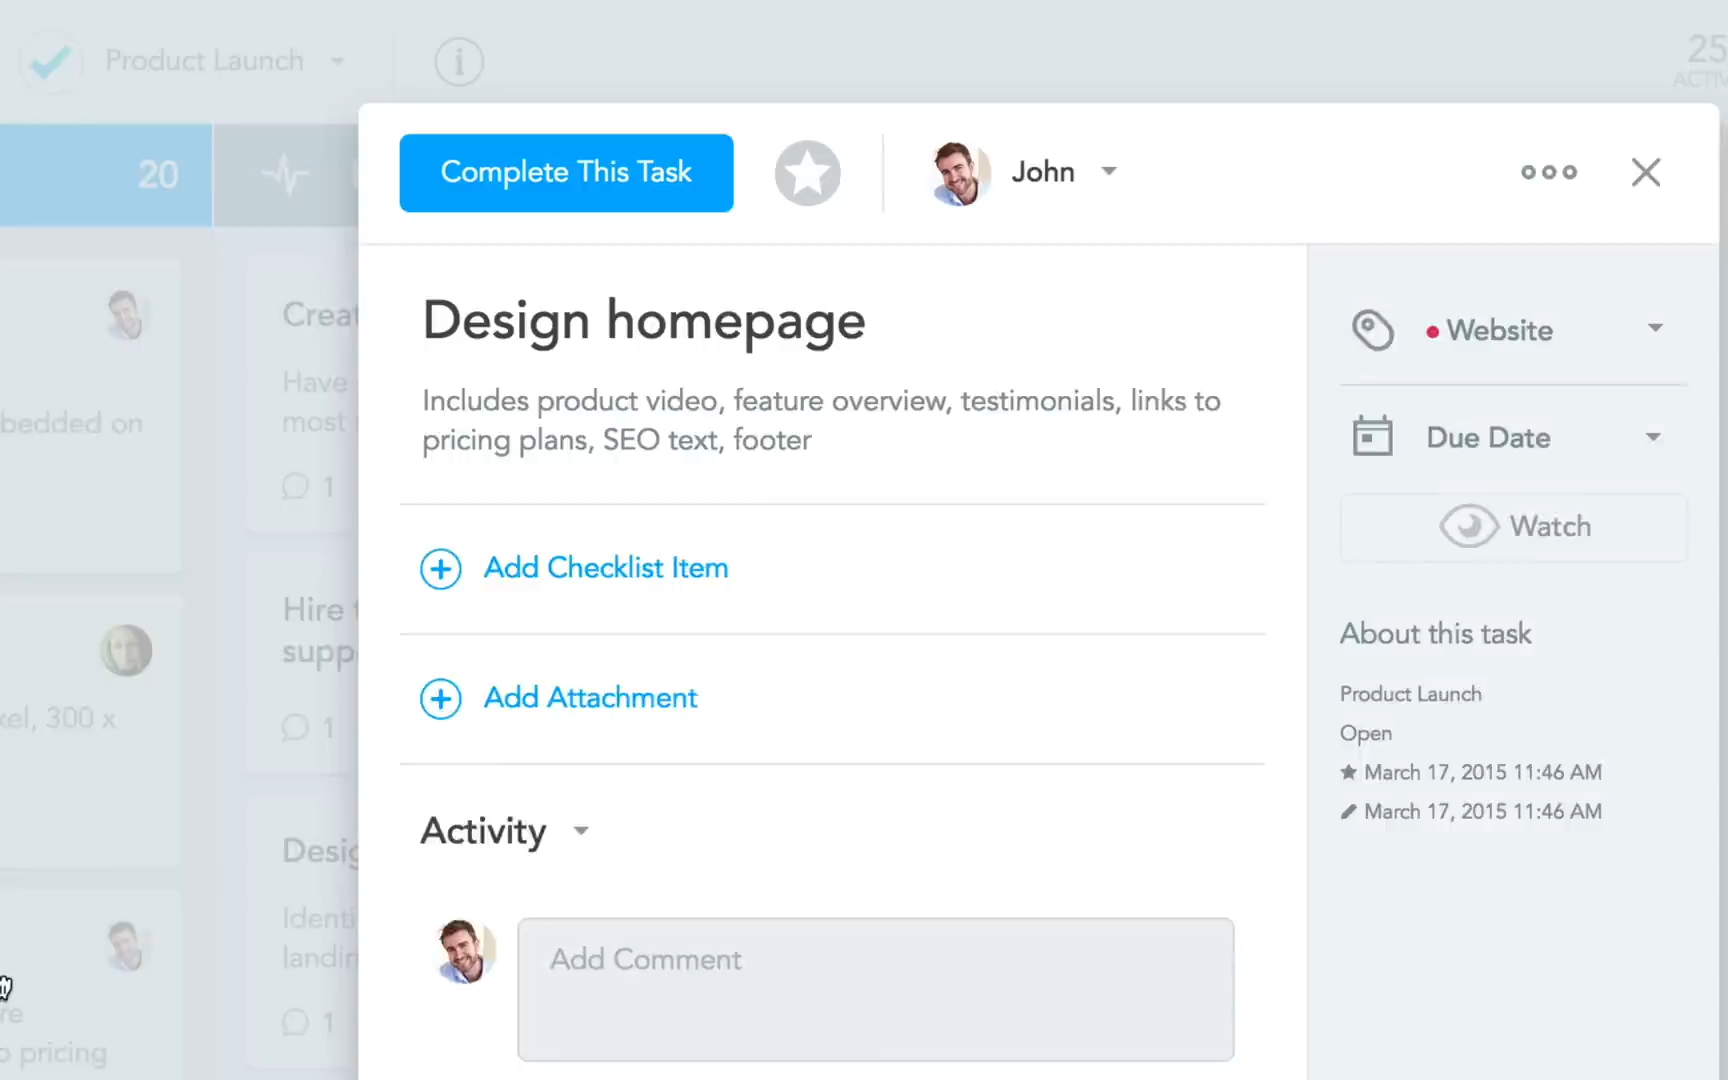 Product Launch
25
20
Complete This Task
John
Design homepage
Includes product video, feature overview, testimonials, links to
pricing plans, SEO text, footer
Add Checklist Item
Add Attachment
Activity
Add Comment
Website
Due Date
Watch
About this task
Product Launch
Open
March 17, 2015 11:46 AM
March 17, 2015 11:46 AM
bedded on
300 x
pricing
Have
most
1
Hire
1
1